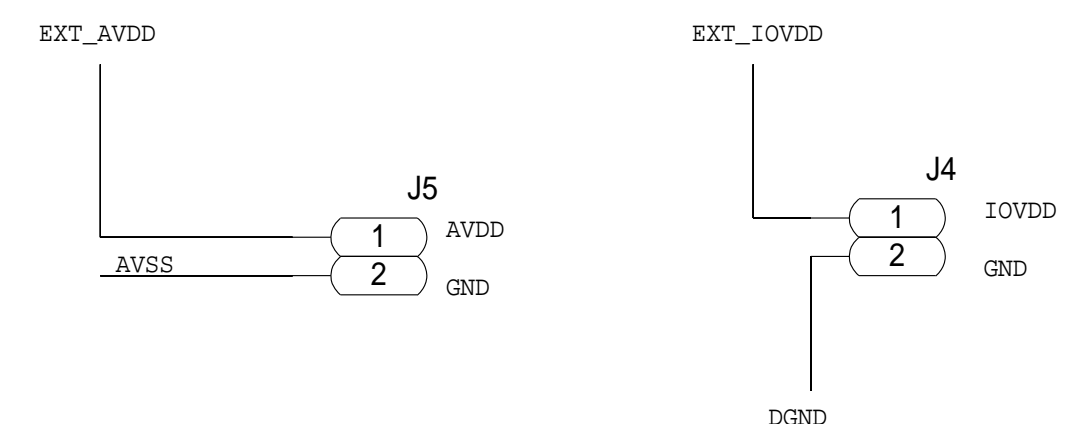 EXT_AVDD
J5
1 AVDD
AVSS
2 GND
EXT_IOVDD
J4
1 IOVDD
2 GND
DGND